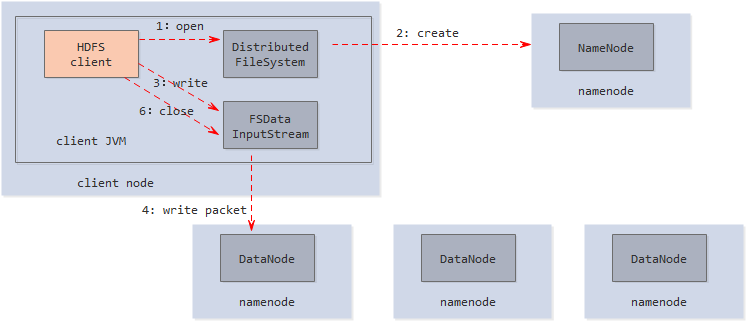 1: open
HDFS
client
Distributed
FileSystem
2: create
NameNode
namenode
3: write
6: close
FSData
InputStream
client JVM
client node
4: write packet
DataNode
namenode
DataNode
namenode
DataNode
namenode